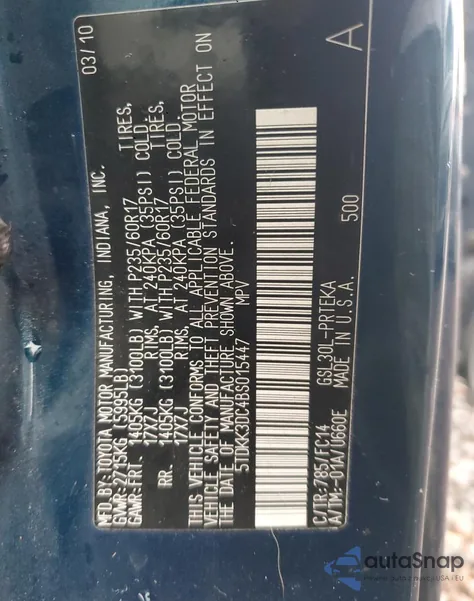 MFD. BY: TOYOTA MOTOR MANUFACTURING, INDIANA, INC. 03/10
GVWR: 2715KG (5995LB)
GAWR: FRT. 1405KG (3100LB) WITH P235/60R17 TIRES,
17X7J RIMS, AT 240KPA (35PSI) COLD.
RR. 1405KG (3100LB) WITH P235/60R17 TIRES,
17X7J RIMS, AT 240KPA (35PSI) COLD.
THIS VEHICLE CONFORMS TO ALL APPLICABLE FEDERAL MOTOR
VEHICLE SAFETY AND THEFT PREVENTION STANDARDS IN EFFECT ON
THE DATE OF MANUFACTURE SHOWN ABOVE.
5TDKK3DC4BS015447 MPV
A
C/TR: 785/FC14 GSL30L-PRTEKA 500
A/TM: -01A/U660E MADE IN U.S.A.
autoSnap